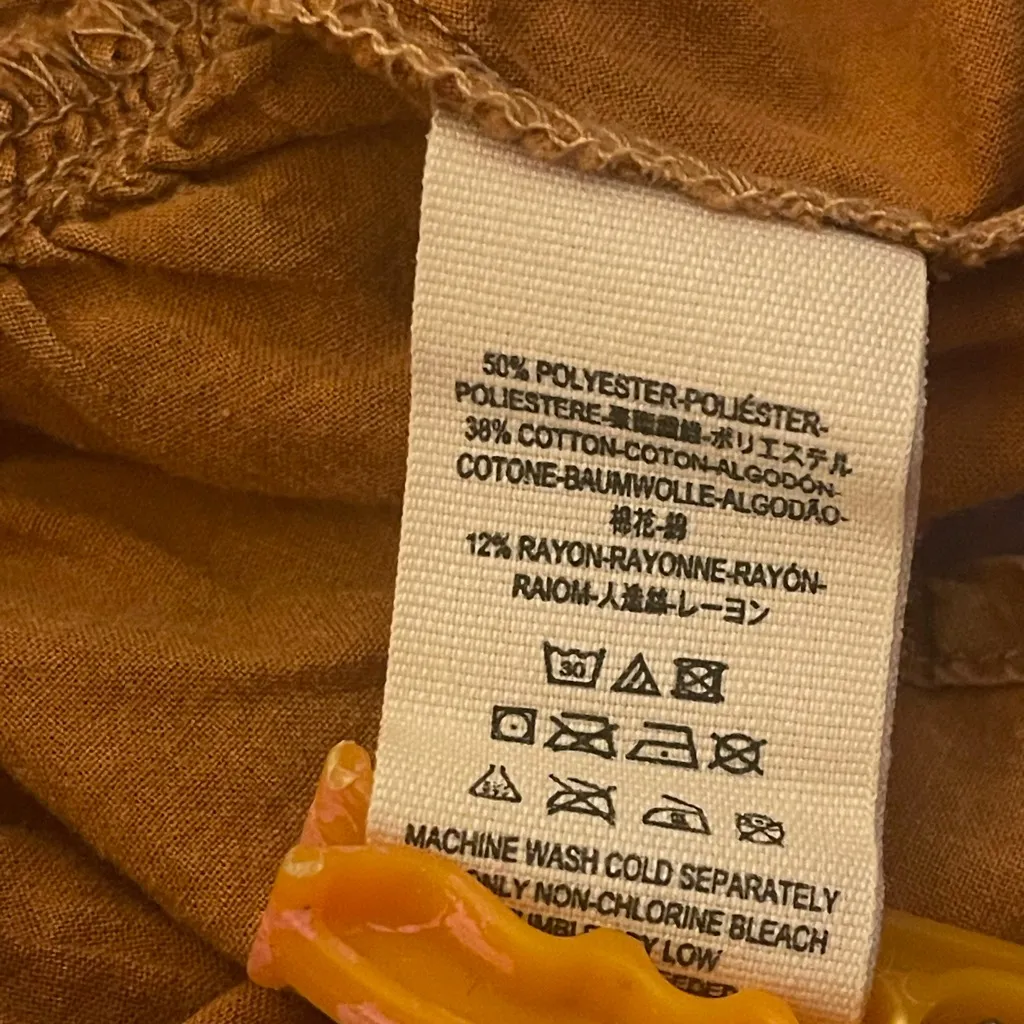 50% POLYESTER-POLIÉSTER-
POLIESTERE-聚酯纖維-ポリエステル
38% COTTON-COTON-ALGODÓN-
COTONE-BAUMWOLLE-ALGODÃO-
棉花-綿
12% RAYON-RAYONNE-RAYÓN-
RAIOM-人造絲-レーヨン
30
MACHINE WASH COLD SEPARATELY
ONLY NON-CHLORINE BLEACH
LOW